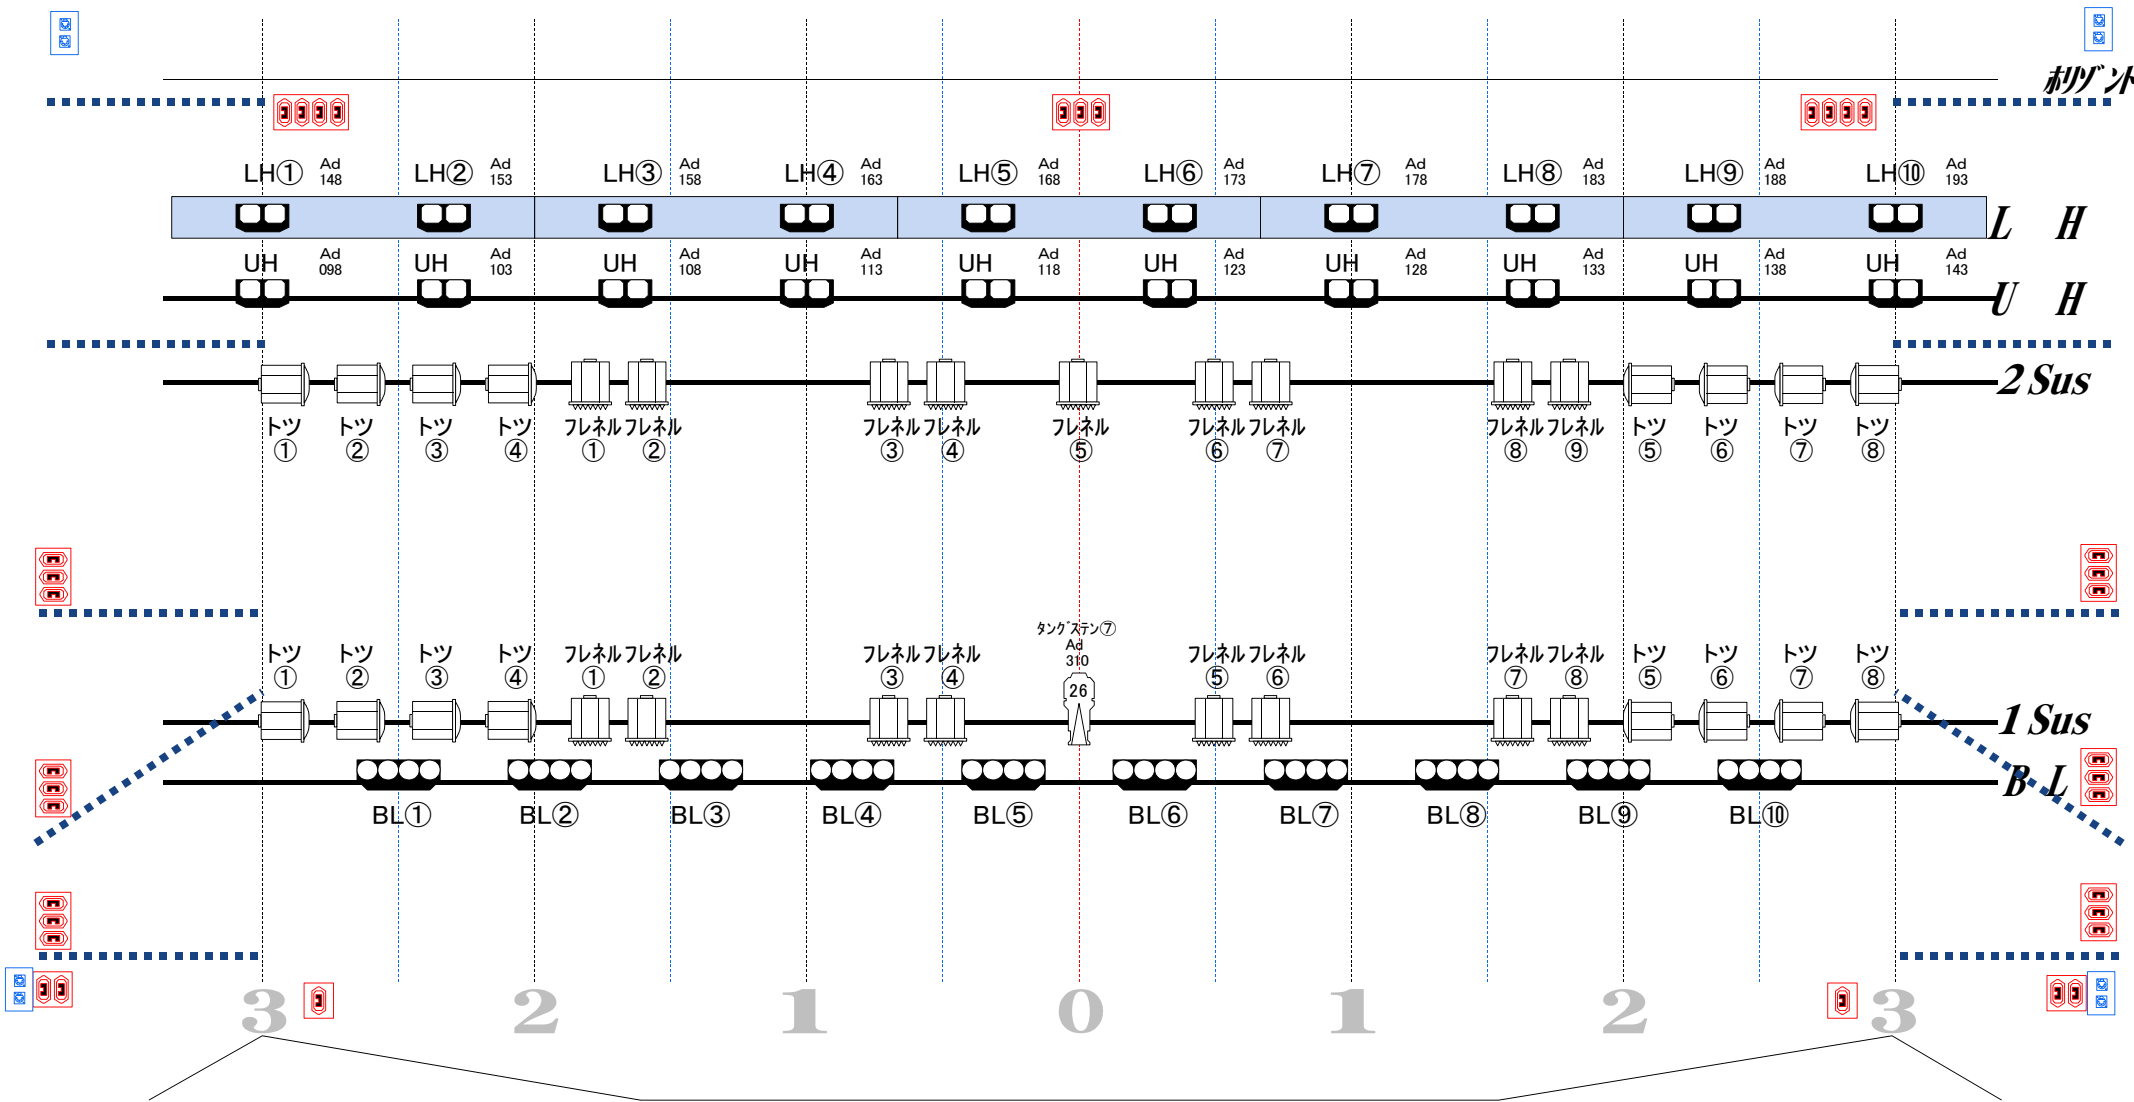 ﾎﾘｿﾞﾝﾄ
LH① Ad 148 LH② Ad 153 LH③ Ad 158 LH④ Ad 163 LH⑤ Ad 168 LH⑥ Ad 173 LH⑦ Ad 178 LH⑧ Ad 183 LH⑨ Ad 188 LH⑩ Ad 193
L H
UH Ad 098 UH Ad 103 UH Ad 108 UH Ad 113 UH Ad 118 UH Ad 123 UH Ad 128 UH Ad 133 UH Ad 138 UH Ad 143
U H
2 Sus
トツ① トツ② トツ③ トツ④ フレネル① フレネル② フレネル③ フレネル④ フレネル⑤ フレネル⑥ フレネル⑦ フレネル⑧ フレネル⑨ トツ⑤ トツ⑥ トツ⑦ トツ⑧
ﾀﾝｸﾞｽﾃﾝ⑦
Ad
310
トツ① トツ② トツ③ トツ④ フレネル① フレネル② フレネル③ フレネル④ フレネル⑤ フレネル⑥ フレネル⑦ フレネル⑧ トツ⑤ トツ⑥ トツ⑦ トツ⑧
26
1 Sus
B L
BL① BL② BL③ BL④ BL⑤ BL⑥ BL⑦ BL⑧ BL⑨ BL⑩
3 2 1 0 1 2 3